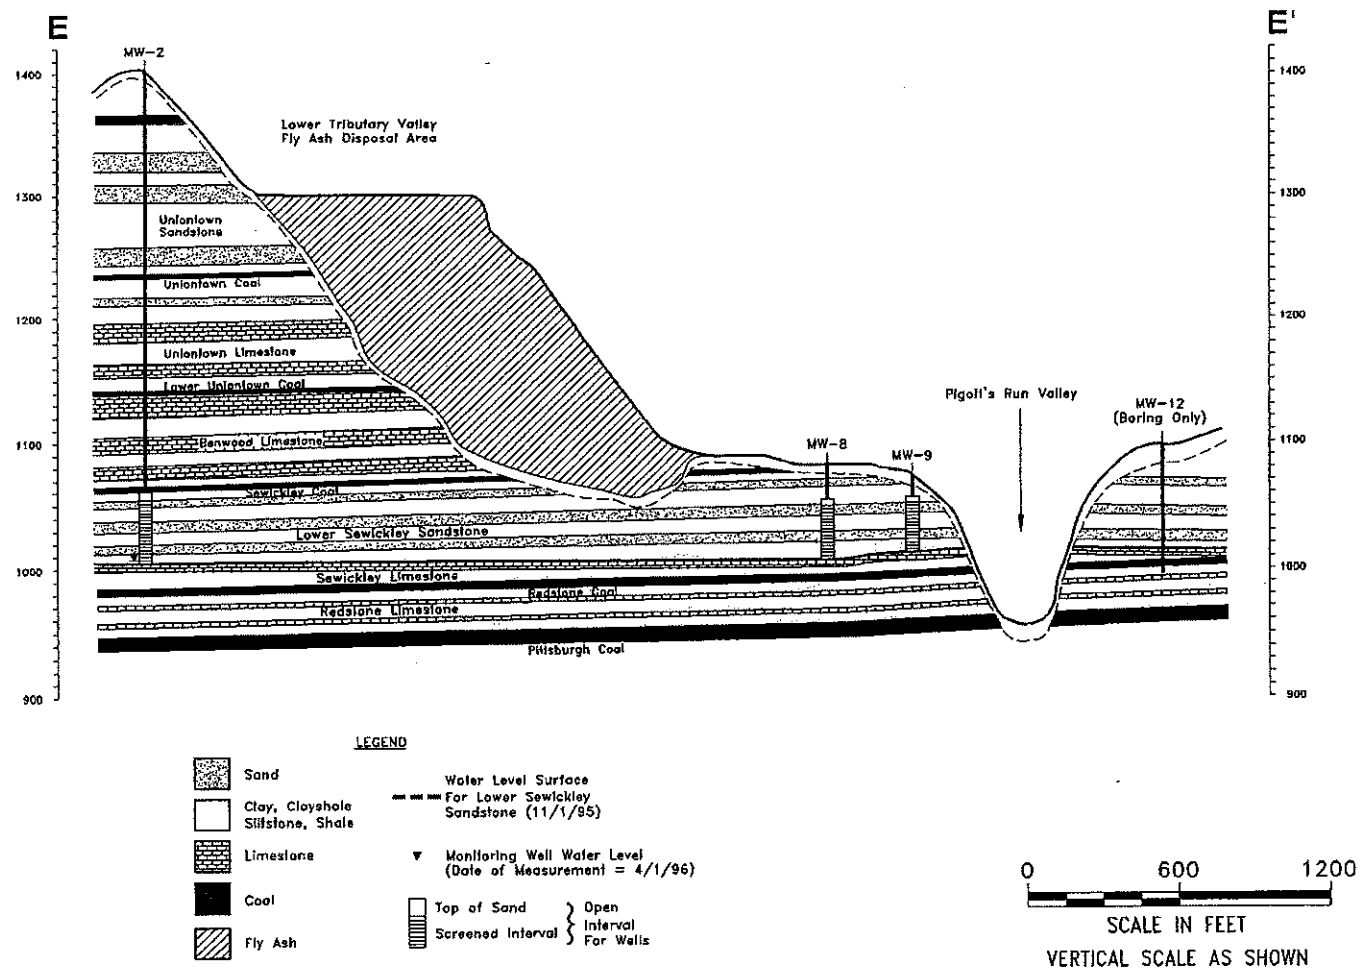 E
E'
MW-2
1400
1300
1200
1100
1000
900
1400
1300
1200
1100
1000
900
Lower Tributary Valley
Fly Ash Disposal Area
Uniontown
Sandstone
Uniontown Coal
Uniontown Limestone
Lower Uniontown Coal
Benwood Limestone
Sewickley Coal
Lower Sewickley Sandstone
Sewickley Limestone
Redstone Coal
Redstone Limestone
Pittsburgh Coal
MW-8
MW-9
Pigott's Run Valley
MW-12
(Boring Only)
LEGEND
Sand
Clay, Clayshale
Siltstone, Shale
Limestone
Coal
Fly Ash
Water Level Surface
For Lower Sewickley
Sandstone (11/1/95)
Monitoring Well Water Level
(Date of Measurement = 4/1/96)
Top of Sand
Screened Interval
Open
Interval
For Wells
0 600 1200
SCALE IN FEET
VERTICAL SCALE AS SHOWN